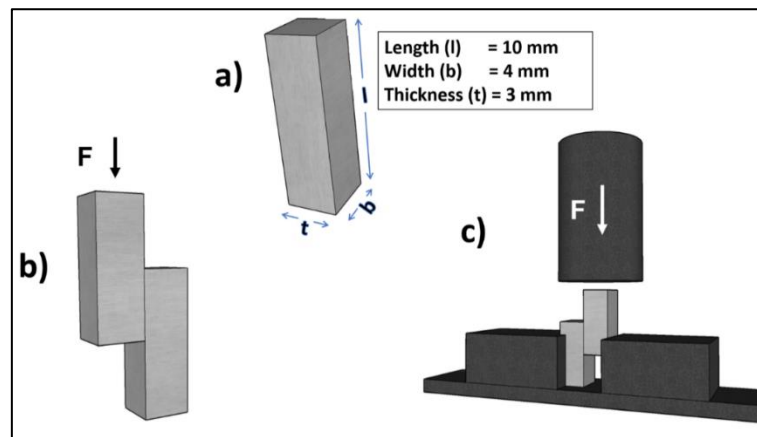 a)
Length (l) = 10 mm
Width (b) = 4 mm
Thickness (t) = 3 mm
l
b
t
F
b)
c)
F